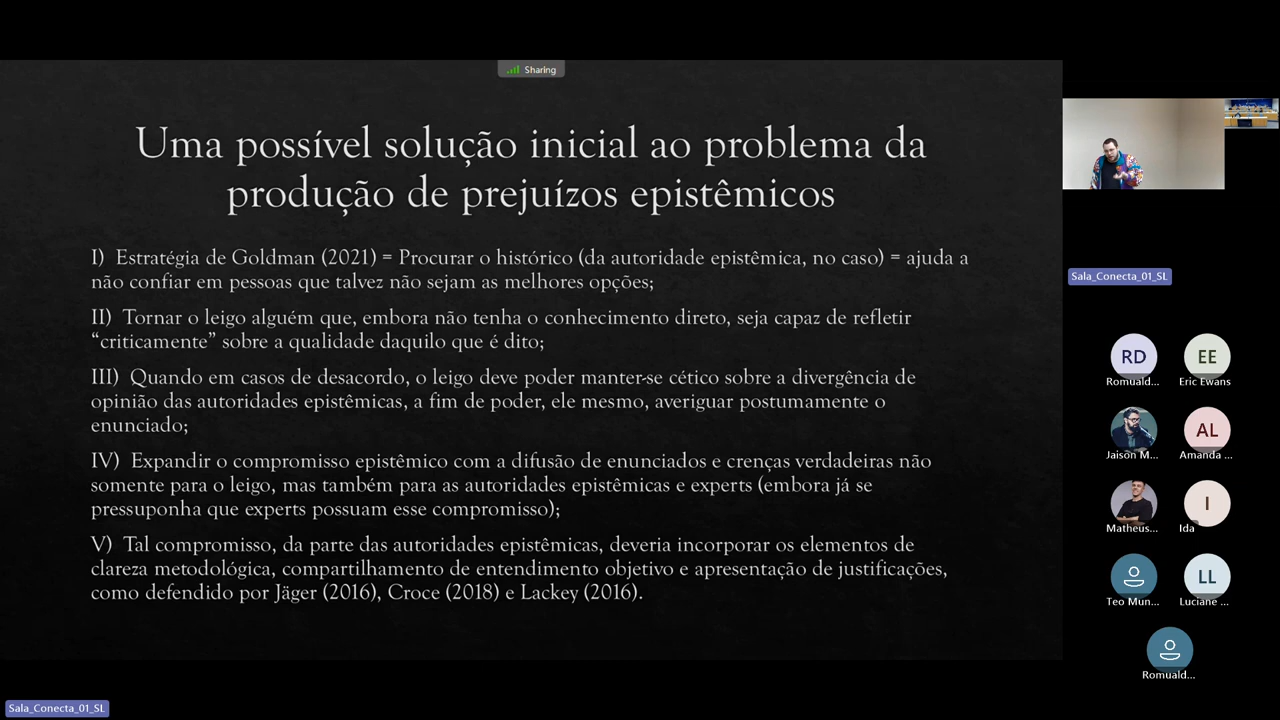 Sharing
Uma possível solução inicial ao problema da
produção de prejuízos epistêmicos
I) Estratégia de Goldman (2021) = Procurar o histórico (da autoridade epistêmica, no caso) = ajuda a
não confiar em pessoas que talvez não sejam as melhores opções;
II) Tornar o leigo alguém que, embora não tenha o conhecimento direto, seja capaz de refletir
“criticamente” sobre a qualidade daquilo que é dito;
III) Quando em casos de desacordo, o leigo deve poder manter-se cético sobre a divergência de
opinião das autoridades epistêmicas, a fim de poder, ele mesmo, averiguar postumamente o
enunciado;
IV) Expandir o compromisso epistêmico com a difusão de enunciados e crenças verdadeiras não
somente para o leigo, mas também para as autoridades epistêmicas e experts (embora já se
pressuponha que experts possuam esse compromisso);
V) Tal compromisso, da parte das autoridades epistêmicas, deveria incorporar os elementos de
clareza metodológica, compartilhamento de entendimento objetivo e apresentação de justificações,
como defendido por Jäger (2016), Croce (2018) e Lackey (2016).
Sala_Conecta_01_SL
RD
Romuald...
EE
Eric Ewans
Jaisõn M...
AL
Amanda ...
Matheus...
I
Ida
Teo Mun...
LL
Luciane ...
Romuald...
Sala_Conecta_01_SL